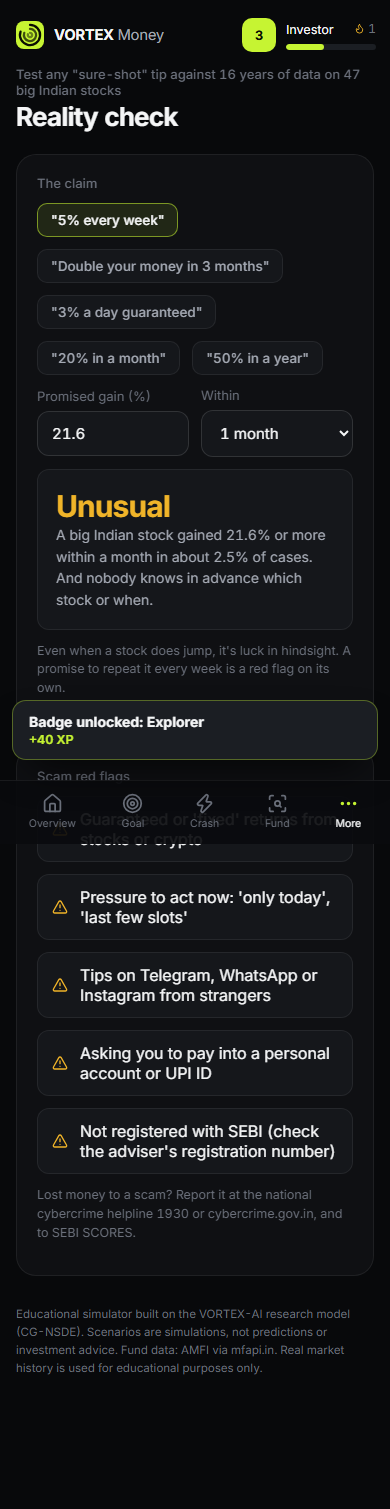 VORTEX Money
3
Investor
1
Test any "sure-shot" tip against 16 years of data on 47
big Indian stocks
Reality check
The claim
"5% every week"
"Double your money in 3 months"
"3% a day guaranteed"
"20% in a month"
"50% in a year"
Promised gain (%)
Within
21.6
1 month
Unusual
A big Indian stock gained 21.6% or more
within a month in about 2.5% of cases.
And nobody knows in advance which
stock or when.
Even when a stock does jump, it's luck in hindsight. A
promise to repeat it every week is a red flag on its
own.
Badge unlocked: Explorer
+40 XP
Scam red flags
Guaranteed or 'fixed' returns from
stocks or crypto
Overview
Goal
Crash
Fund
More
Pressure to act now: 'only today',
'last few slots'
Tips on Telegram, WhatsApp or
Instagram from strangers
Asking you to pay into a personal
account or UPI ID
Not registered with SEBI (check
the adviser's registration number)
Lost money to a scam? Report it at the national
cybercrime helpline 1930 or cybercrime.gov.in, and
to SEBI SCORES.
Educational simulator built on the VORTEX-AI research model
(CG-NSDE). Scenarios are simulations, not predictions or
investment advice. Fund data: AMFI via mfapi.in. Real market
history is used for educational purposes only.